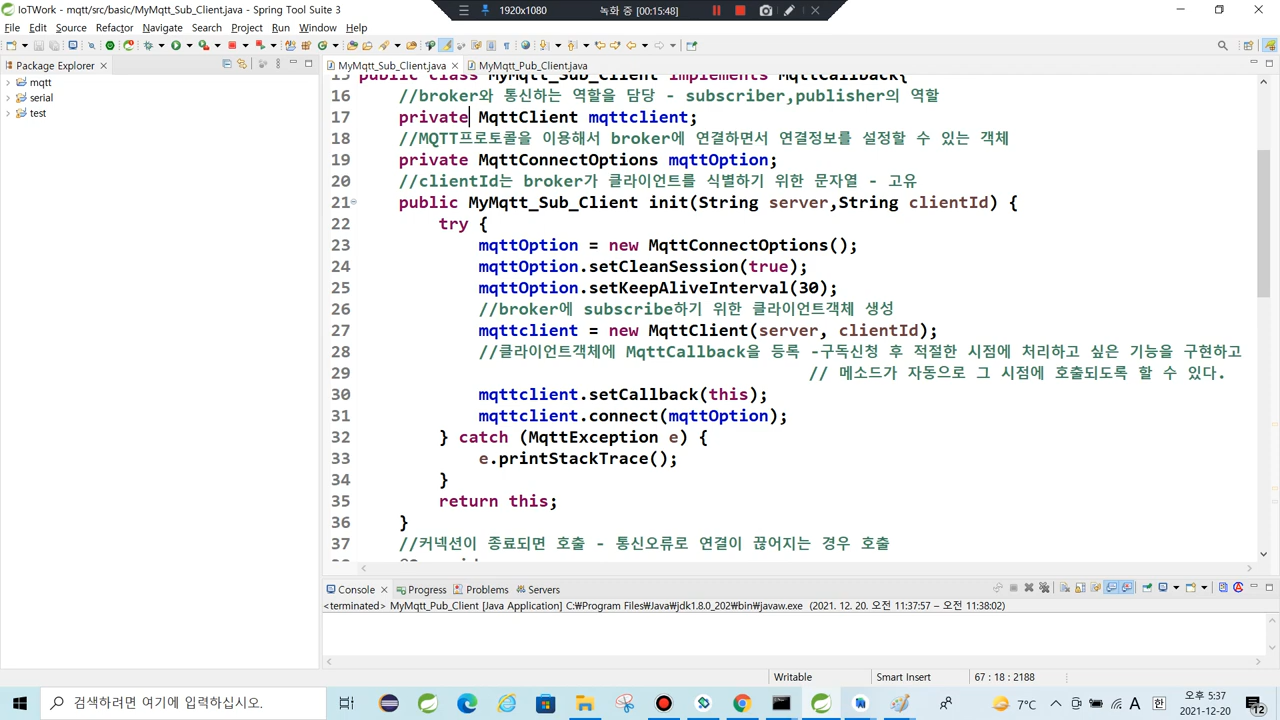 IoTWork - mqtt/src/basic/MyMqtt_Sub_Client.java - Spring Tool Suite 3
1920x1080
녹화 중 [00:15:48]
File Edit Source Refactor Navigate Search Project Run Window Help
Package Explorer
MyMqtt_Sub_Client.java
MyMqtt_Pub_Client.java
mqtt
serial
test
15 public class MyMqtt_Sub_Client implements MqttCallback{
16 //broker와 통신하는 역할을 담당 - subscriber,publisher의 역할
17 private MqttClient mqttclient;
18 //MQTT프로토콜을 이용해서 broker에 연결하면서 연결정보를 설정할 수 있는 객체
19 private MqttConnectOptions mqttOption;
20 //clientId는 broker가 클라이언트를 식별하기 위한 문자열 - 고유
21 public MyMqtt_Sub_Client init(String server,String clientId) {
22 try {
23 mqttOption = new MqttConnectOptions();
24 mqttOption.setCleanSession(true);
25 mqttOption.setKeepAliveInterval(30);
26 //broker에 subscribe하기 위한 클라이언트객체 생성
27 mqttclient = new MqttClient(server, clientId);
28 //클라이언트객체에 MqttCallback을 등록 -구독신청 후 적절한 시점에 처리하고 싶은 기능을 구현하고
29 // 메소드가 자동으로 그 시점에 호출되도록 할 수 있다.
30 mqttclient.setCallback(this);
31 mqttclient.connect(mqttOption);
32 } catch (MqttException e) {
33 e.printStackTrace();
34 }
35 return this;
36 }
37 //커넥션이 종료되면 호출 - 통신오류로 연결이 끊어지는 경우 호출
Console Progress Problems Servers
<terminated> MyMqtt_Pub_Client [Java Application] C:₩Program Files₩Java₩jdk1.8.0_202₩bin₩javaw.exe (2021. 12. 20. 오전 11:37:57 – 오전 11:38:02)
Writable
Smart Insert
67 : 18 : 2188
검색하려면 여기에 입력하십시오.
7°C
A
한
오후 5:37
2021-12-20
12